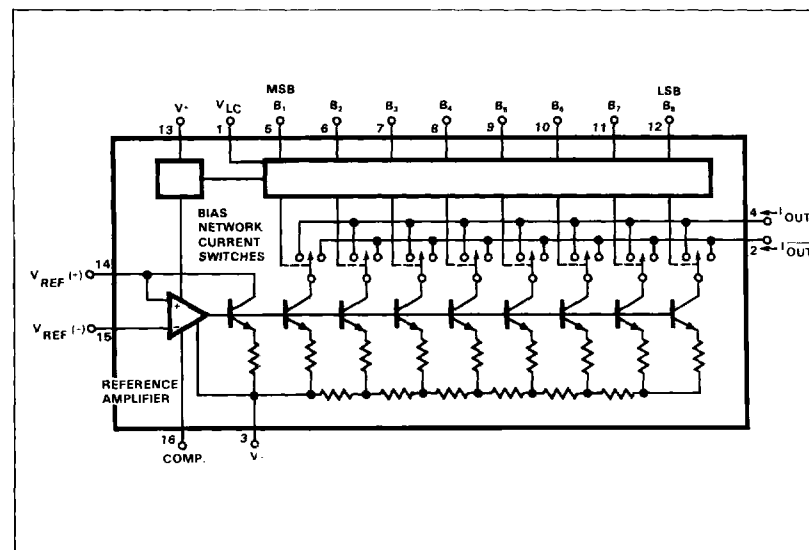 MSB LSB
V+ VLC B1 B2 B3 B4 B5 B6 B7 B8
13 1 5 6 7 8 9 10 11 12
4 IOUT
BIAS
NETWORK
CURRENT
SWITCHES
2 IOUT
14
VREF (+)
+
−
VREF (−)
15
REFERENCE
AMPLIFIER
16 3
COMP. V-